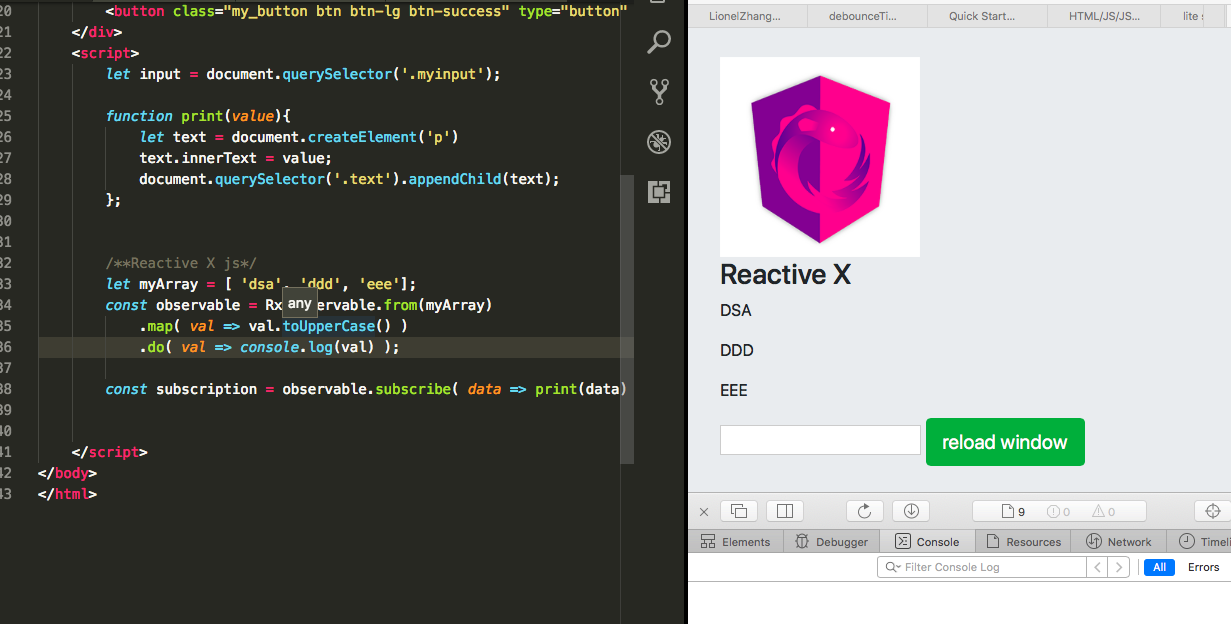 20 <button class="my_button btn btn-lg btn-success" type="button"
21 </div>
22 <script>
23 let input = document.querySelector('.myinput');
24
25 function print(value){
26 let text = document.createElement('p')
27 text.innerText = value;
28 document.querySelector('.text').appendChild(text);
29 };
30
31
32 /**Reactive X js*/
33 let myArray = [ 'dsa', 'ddd', 'eee'];
34 const observable = Rx any ervable.from(myArray)
35 .map( val => val.toUpperCase() )
36 .do( val => console.log(val) );
37
38 const subscription = observable.subscribe( data => print(data)
39
40
41 </script>
42 </body>
43 </html>
LionelZhang... debounceTi... Quick Start... HTML/JS/JS... lite s
Reactive X
DSA
DDD
EEE
reload window
9 0 0
Elements Debugger Console Resources Network Timeli
Filter Console Log All Errors